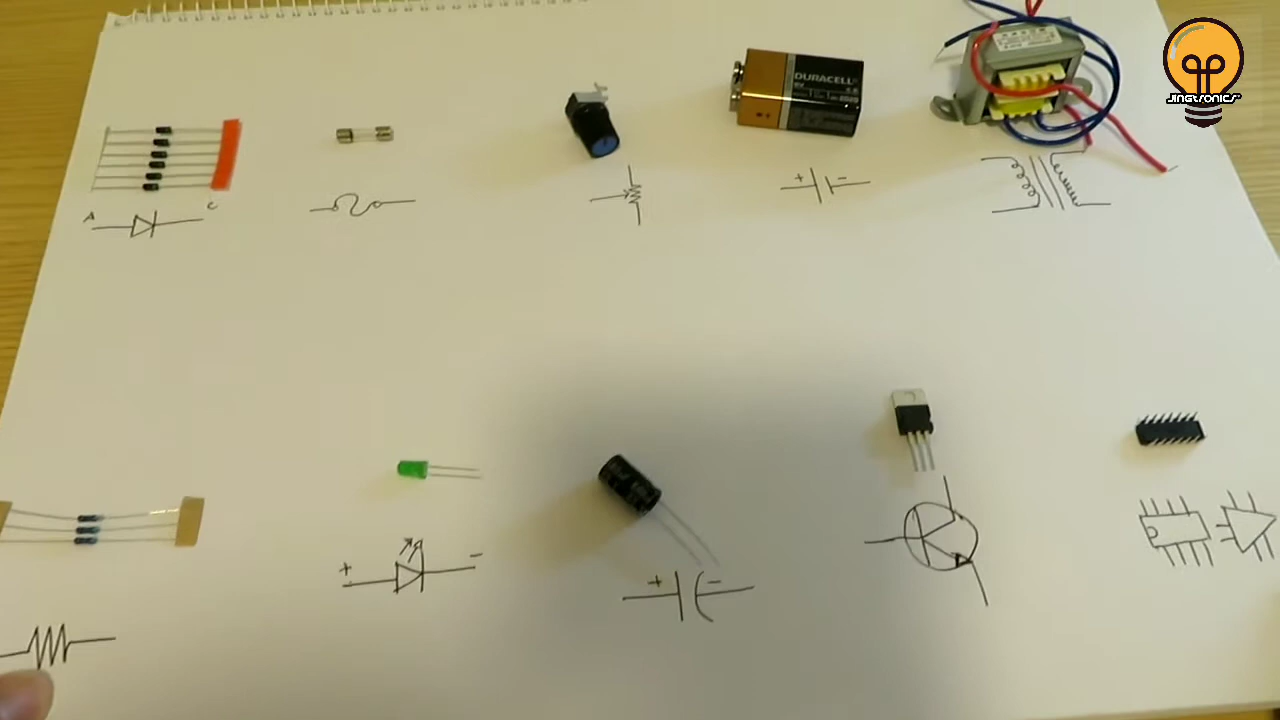 DURACELL
JINGTRONICS
A
C
+ -
+ -
+ -